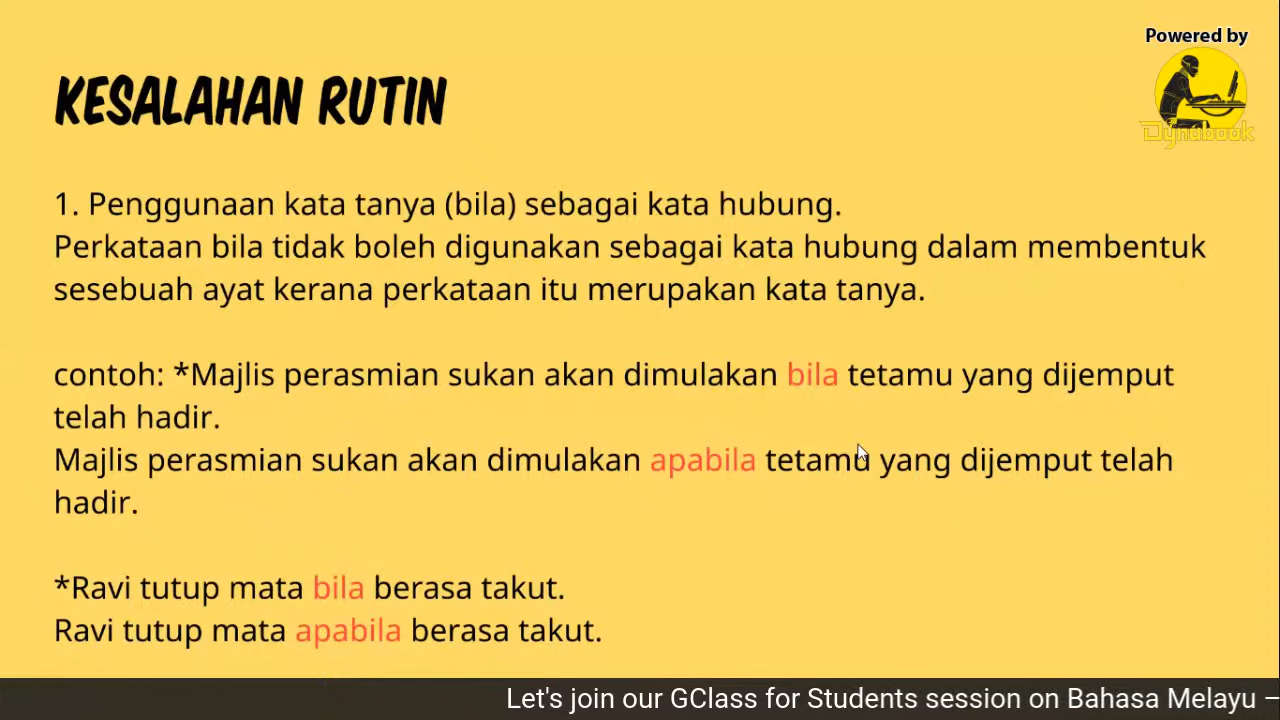 Powered by
Dynabook
KESALAHAN RUTIN
1. Penggunaan kata tanya (bila) sebagai kata hubung.
Perkataan bila tidak boleh digunakan sebagai kata hubung dalam membentuk
sesebuah ayat kerana perkataan itu merupakan kata tanya.
contoh: *Majlis perasmian sukan akan dimulakan bila tetamu yang dijemput
telah hadir.
Majlis perasmian sukan akan dimulakan apabila tetamu yang dijemput telah
hadir.
*Ravi tutup mata bila berasa takut.
Ravi tutup mata apabila berasa takut.
Let's join our GClass for Students session on Bahasa Melayu –